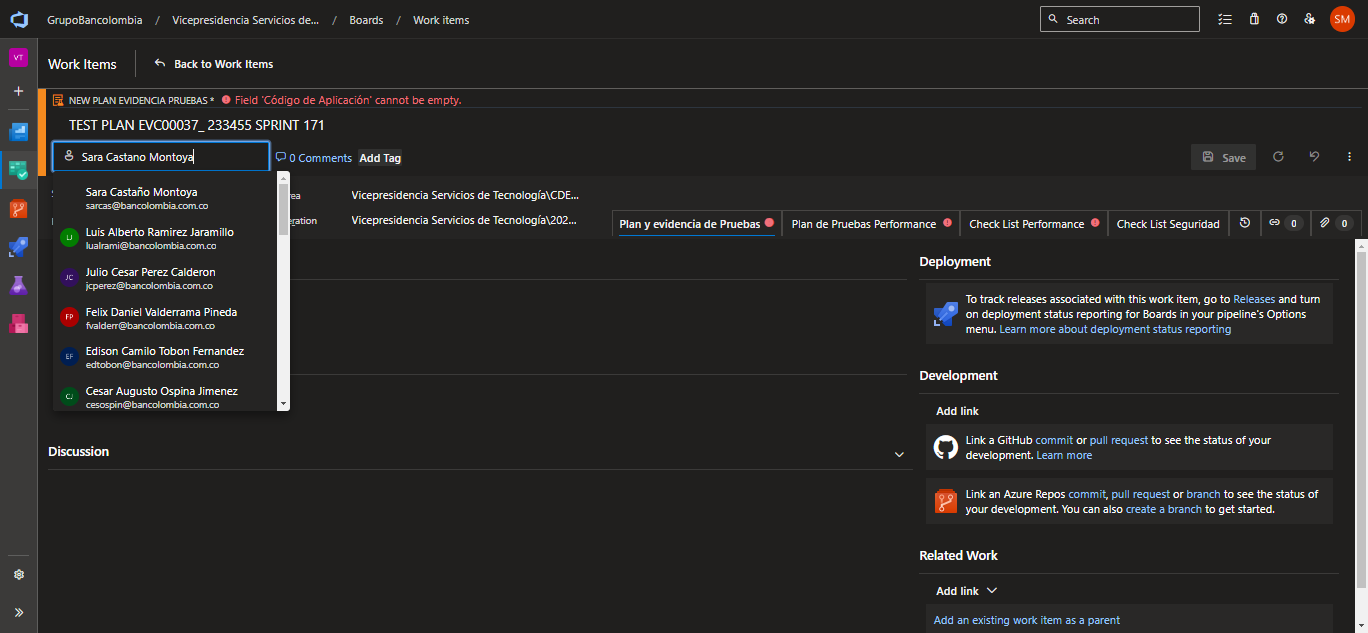 GrupoBancolombia / Vicepresidencia Servicios de... / Boards / Work items
Search
SM
VT
Work Items
Back to Work Items
NEW PLAN EVIDENCIA PRUEBAS * Field 'Código de Aplicación' cannot be empty.
TEST PLAN EVC00037_ 233455 SPRINT 171
Sara Castano Montoya
0 Comments
Add Tag
Save
Sara Castaño Montoya
sarcas@bancolombia.com.co
LJ
Luis Alberto Ramirez Jaramillo
lualrami@bancolombia.com.co
JC
Julio Cesar Perez Calderon
jcperez@bancolombia.com.co
FP
Felix Daniel Valderrama Pineda
fvalderr@bancolombia.com.co
EF
Edison Camilo Tobon Fernandez
edtobon@bancolombia.com.co
CJ
Cesar Augusto Ospina Jimenez
cesospin@bancolombia.com.co
rea Vicepresidencia Servicios de Tecnología\CDE...
eration Vicepresidencia Servicios de Tecnología\202...
Plan y evidencia de Pruebas
Plan de Pruebas Performance
Check List Performance
Check List Seguridad
0
0
Discussion
Deployment
To track releases associated with this work item, go to Releases and turn
on deployment status reporting for Boards in your pipeline's Options
menu. Learn more about deployment status reporting
Development
Add link
Link a GitHub commit or pull request to see the status of your
development. Learn more
Link an Azure Repos commit, pull request or branch to see the status of
your development. You can also create a branch to get started.
Related Work
Add link
Add an existing work item as a parent